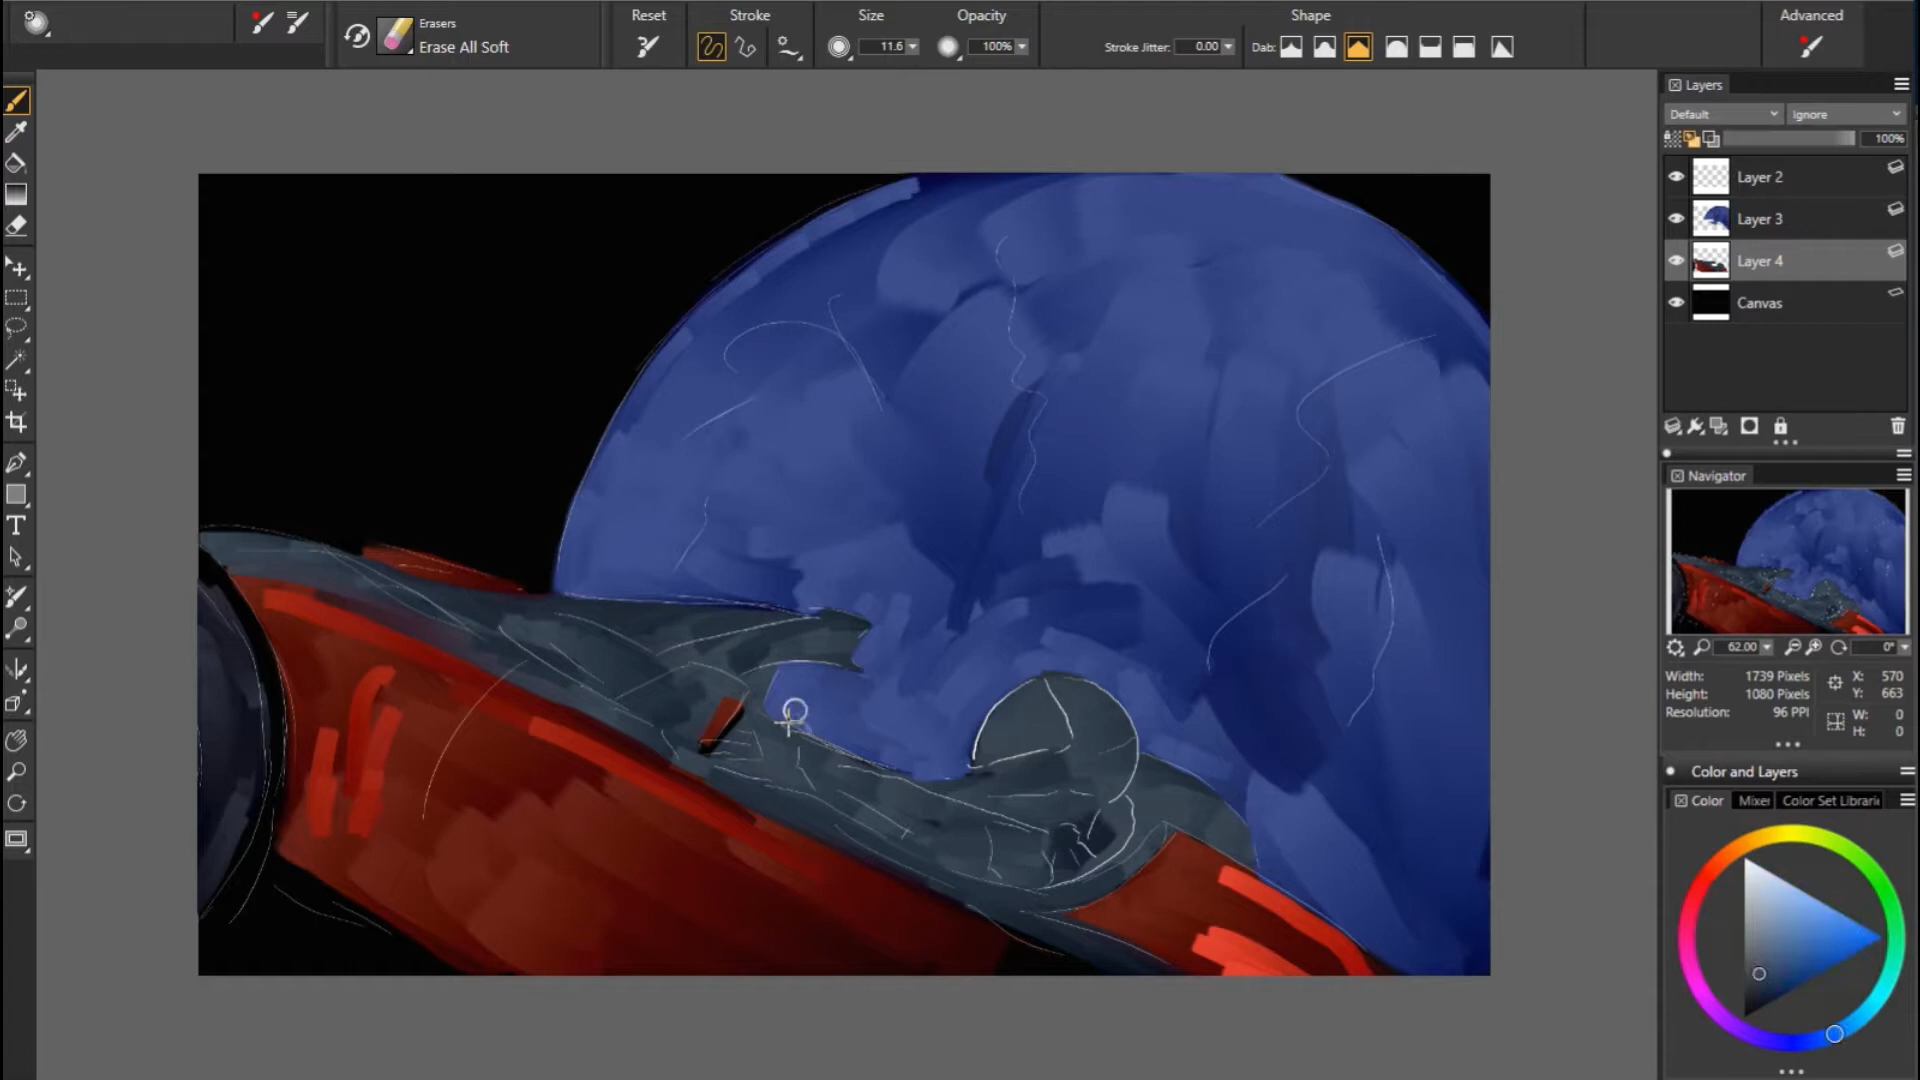 Reset
Stroke
Size
Opacity
Shape
Advanced
Erasers
Erase All Soft
11.6
100%
Stroke Jitter: 0.00
Dab:
Layers
Default
Ignore
100%
Layer 2
Layer 3
Layer 4
Canvas
Navigator
62.00
0°
Width: 1739 Pixels
Height: 1080 Pixels
Resolution: 96 PPI
X: 570
Y: 663
W: 0
H: 0
Color and Layers
Color
Mixer
Color Set Librari
T